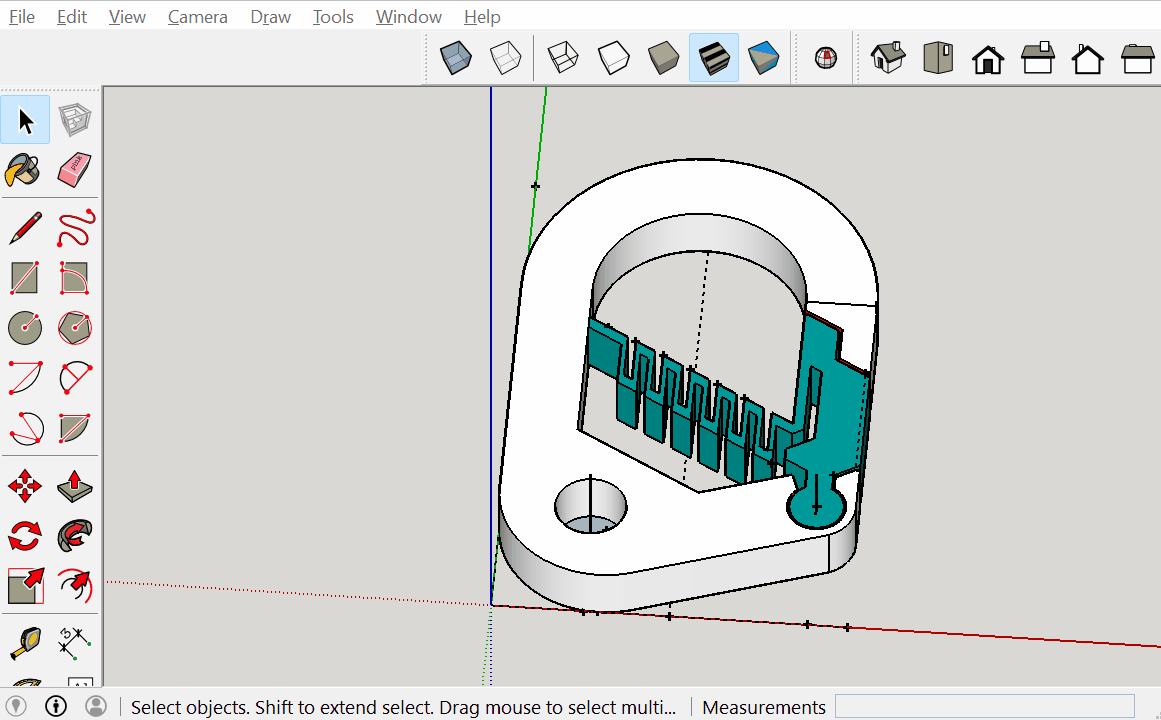 File Edit View Camera Draw Tools Window Help
Select objects. Shift to extend select. Drag mouse to select multi... Measurements